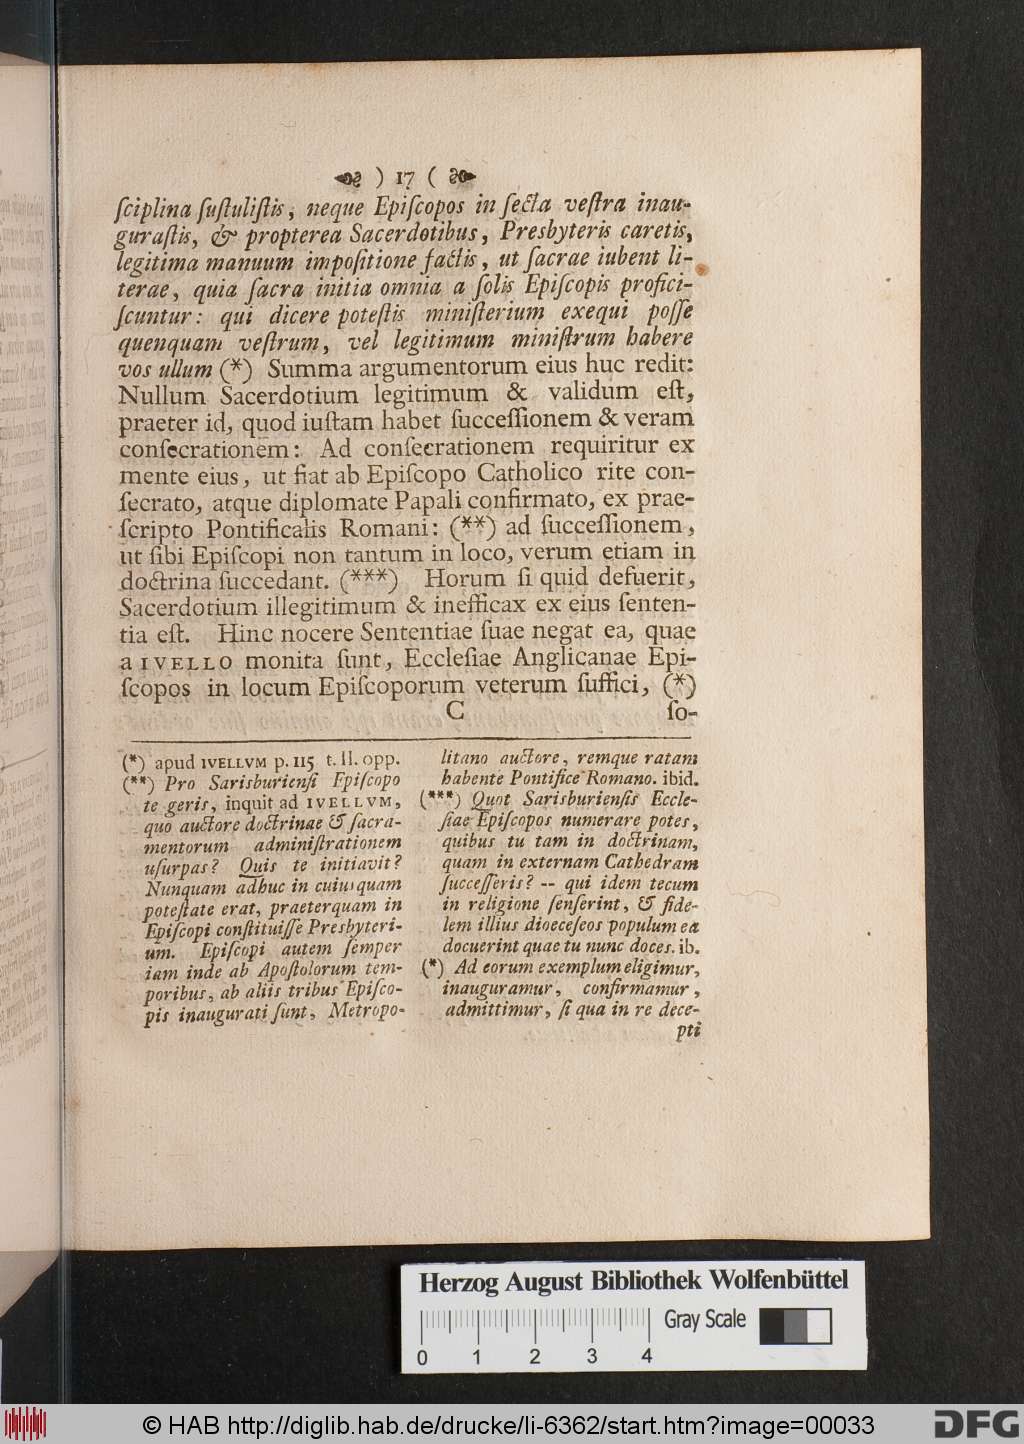 ) 17 (
ſciplina ſuſtuliſtis, neque Epiſcopos in ſecta veſtra inau-
guraſtis, & propterea Sacerdotibus, Presbyteris caretis,
legitima manuum impoſitione factis, ut ſacrae iubent li-
terae, quia ſacra initia omnia a ſolis Epiſcopis profici-
ſcuntur: qui dicere poteſtis miniſterium exequi poſſe
quenquam veſtrum, vel legitimum miniſtrum habere
vos ullum (*) Summa argumentorum eius huc redit:
Nullum Sacerdotium legitimum & validum eſt,
praeter id, quod iuſtam habet ſucceſſionem & veram
conſecrationem: Ad conſecrationem requiritur ex
mente eius, ut fiat ab Epiſcopo Catholico rite con-
ſecrato, atque diplomate Papali confirmato, ex prae-
ſcripto Pontificalis Romani: (**) ad ſucceſſionem,
ut ſibi Epiſcopi non tantum in loco, verum etiam in
doctrina ſuccedant. (***) Horum ſi quid defuerit,
Sacerdotium illegitimum & inefficax ex eius ſenten-
tia eſt. Hinc nocere Sententiae ſuae negat ea, quae
a IVELLO monita ſunt, Eccleſiae Anglicanae Epi-
ſcopos in locum Epiſcoporum veterum ſuffici, (*)
C ſo-
(*) apud IVELLVM p. 115 t. II. opp.
(**) Pro Sarisburienſi Epiſcopo
te geris, inquit ad IVELLVM,
quo auctore doctrinae & ſacra-
mentorum adminiſtrationem
uſurpas? Quis te initiavit?
Nunquam adhuc in cuiusquam
poteſtate erat, praeterquam in
Epiſcopi conſtituiſſe Presbyteri-
um. Epiſcopi autem ſemper
iam inde ab Apoſtolorum tem-
poribus, ab aliis tribus Epiſco-
pis inaugurati ſunt, Metropo-
litano auctore, remque ratam
habente Pontifice Romano. ibid.
(***) Quot Sarisburienſis Eccle-
ſiae Epiſcopos numerare potes,
quibus tu tam in doctrinam,
quam in externam Cathedram
ſucceſſeris? -- qui idem tecum
in religione ſenſerint, & fide-
lem illius dioeceſeos populum ea
docuerint quae tu nunc doces. ib.
(*) Ad eorum exemplum eligimur,
inauguramur, confirmamur,
admittimur, ſi qua in re dece-
pti
Herzog August Bibliothek Wolfenbüttel
Gray Scale
0 1 2 3 4
© HAB http://diglib.hab.de/drucke/li-6362/start.htm?image=00033
DFG